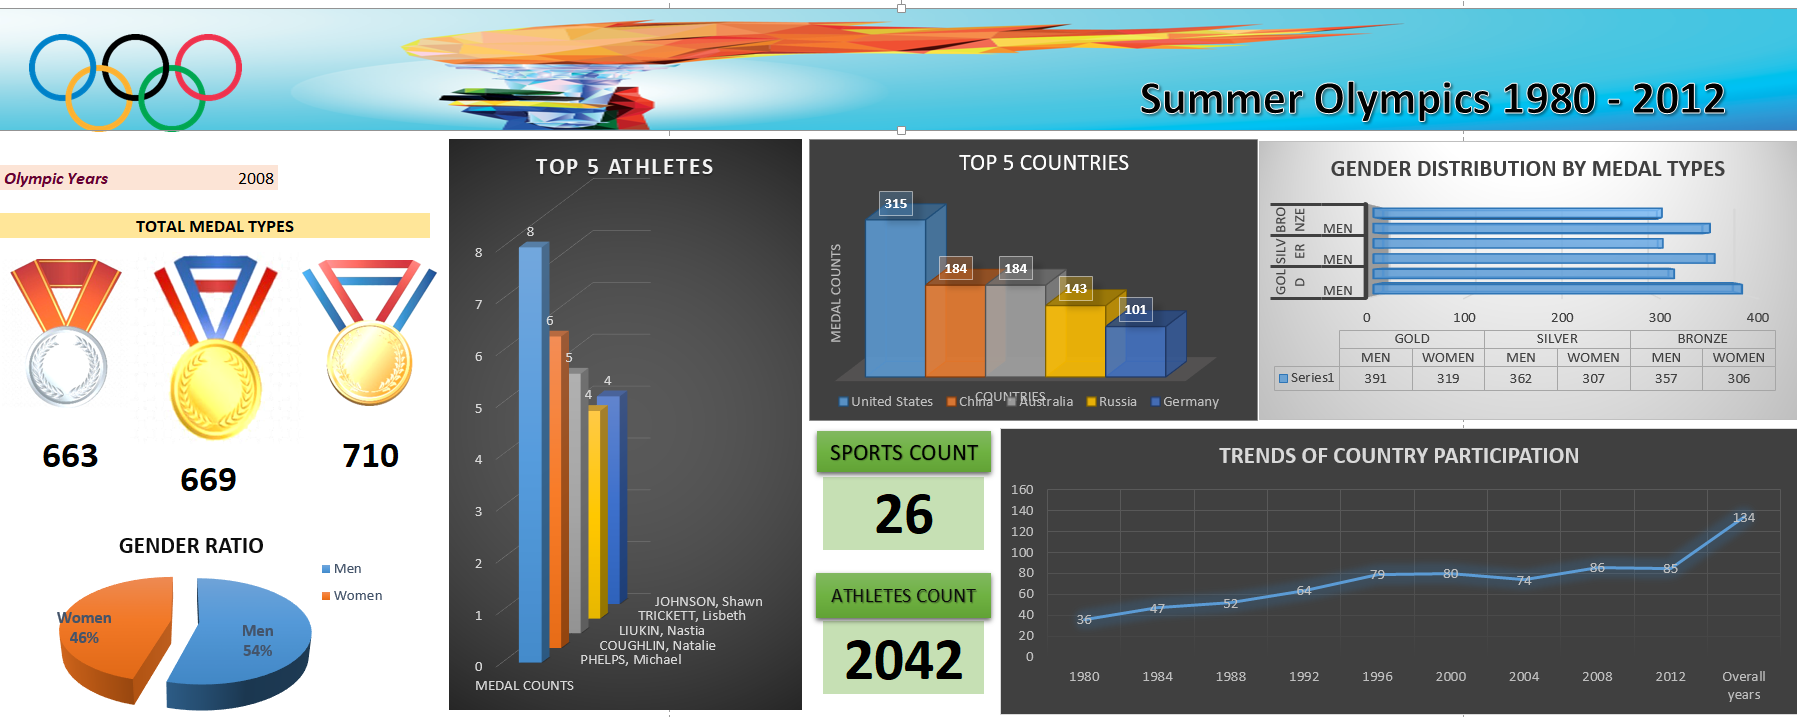 Summer Olympics 1980 - 2012
Olympic Years 2008
TOTAL MEDAL TYPES
663
669
710
GENDER RATIO
Men
Women
Women
46%
Men
54%
TOP 5 ATHLETES
8
6
5
4
4
8
7
6
5
4
3
2
1
0
JOHNSON, Shawn
TRICKETT, Lisbeth
LIUKIN, Nastia
COUGHLIN, Natalie
PHELPS, Michael
MEDAL COUNTS
TOP 5 COUNTRIES
MEDAL COUNTS
315
184
184
143
101
COUNTRIES
United States China Australia Russia Germany
GENDER DISTRIBUTION BY MEDAL TYPES
BRO
NZE
MEN
SILV
ER
MEN
GOL
D
MEN
0 100 200 300 400
GOLD SILVER BRONZE
MEN WOMEN MEN WOMEN MEN WOMEN
Series1 391 319 362 307 357 306
SPORTS COUNT
26
ATHLETES COUNT
2042
TRENDS OF COUNTRY PARTICIPATION
160
140
120
100
80
60
40
20
0
36 47 52 64 79 80 74 86 85 134
1980 1984 1988 1992 1996 2000 2004 2008 2012 Overall
years